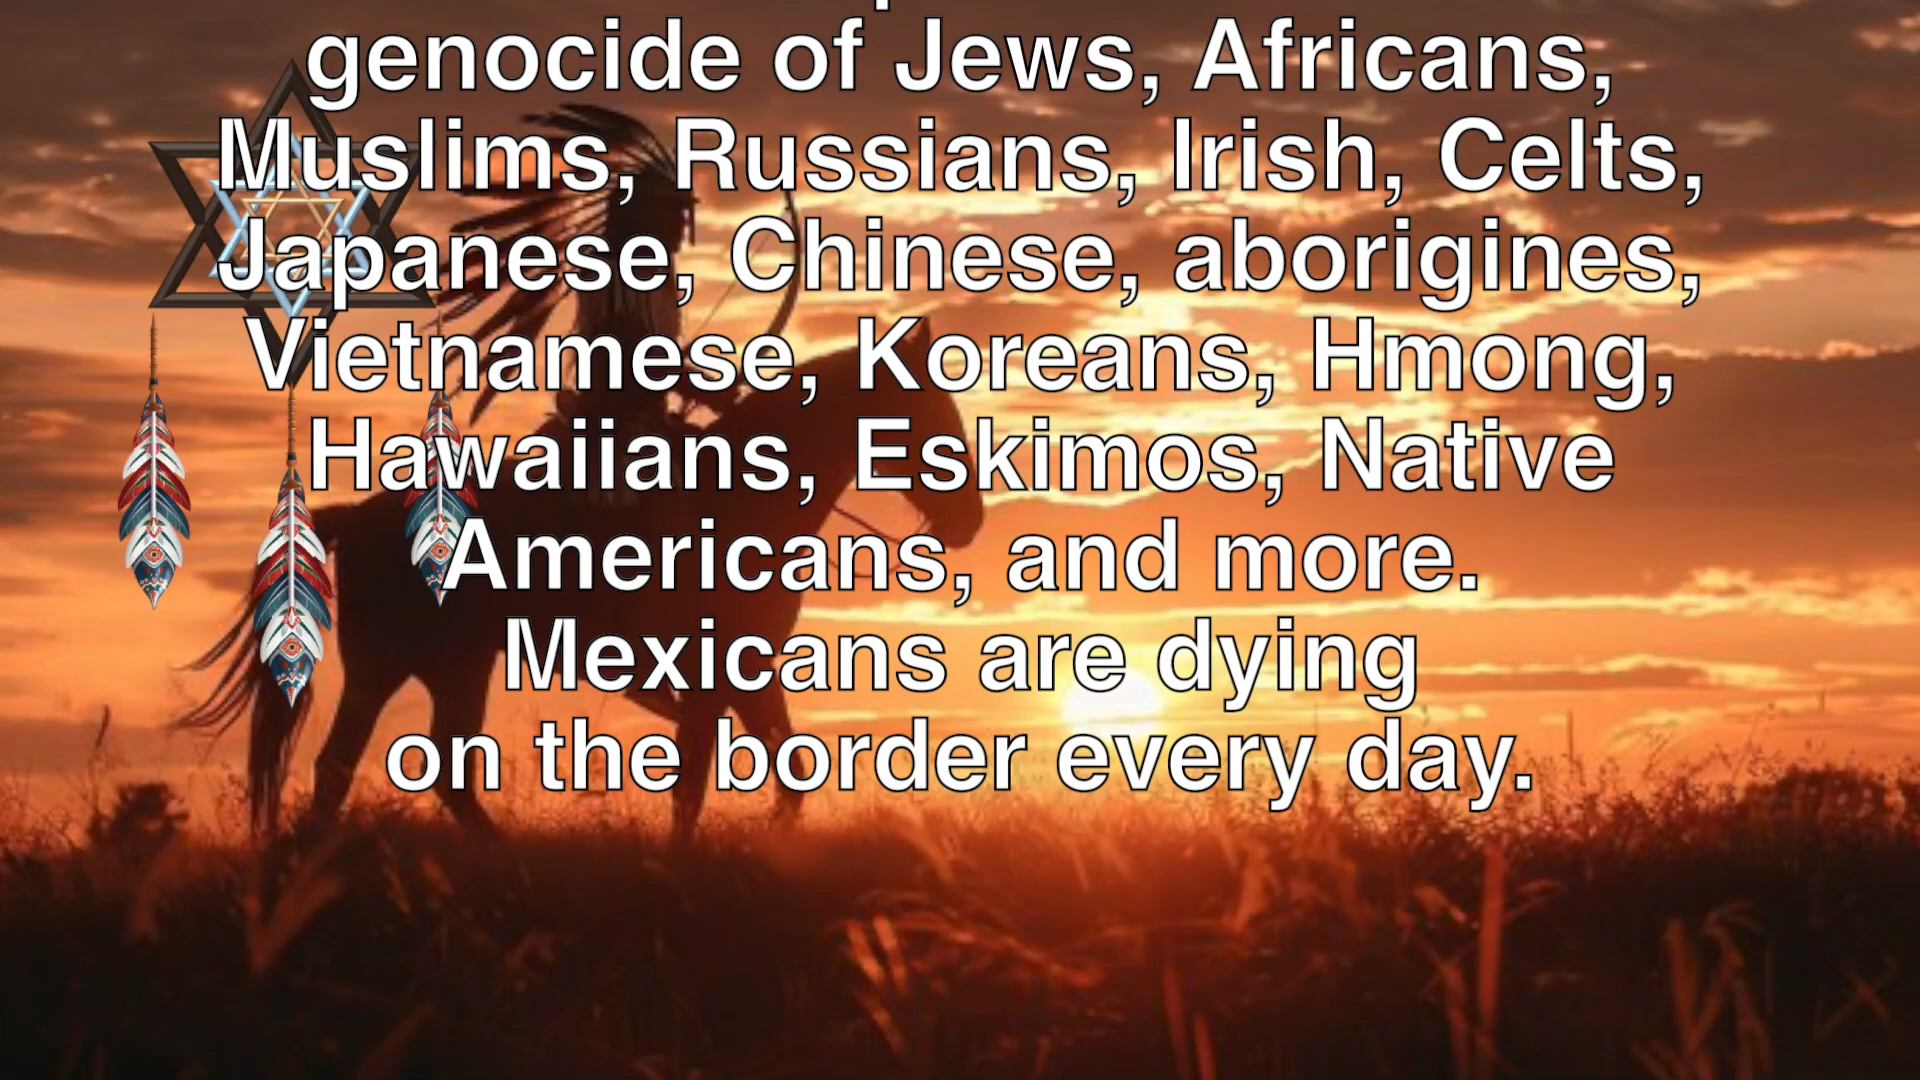 genocide of Jews, Africans,
Muslims, Russians, Irish, Celts,
Japanese, Chinese, aborigines,
Vietnamese, Koreans, Hmong,
Hawaiians, Eskimos, Native
Americans, and more.
Mexicans are dying
on the border every day.